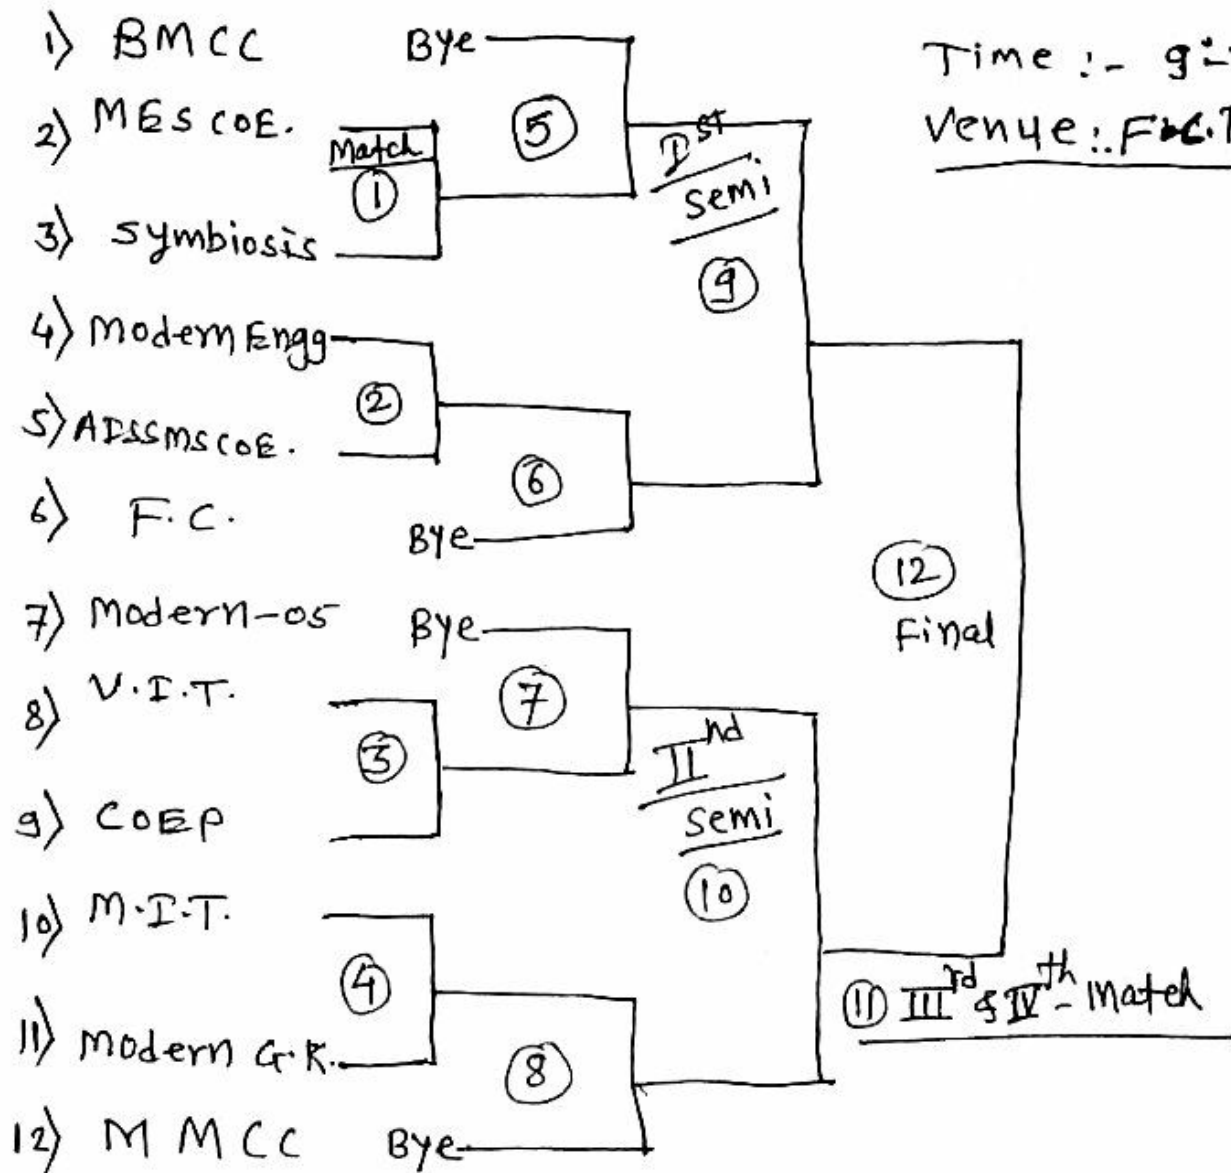 1) BMCC Bye
Time :- 9
Venue :.
2) MES COE.
Match
1
5
Ist
Semi
9
3) Symbiosis
4) Modern Engg
2
5) AISSMS COE.
6
6) F.C.
Bye
12
Final
7) Modern-05 Bye
8) V.I.T.
7
3
IInd
Semi
10
9) COEP
10) M.I.T.
4
11 IIIrd & IVth - Match
11) Modern G.K.
8
12) MMCC Bye